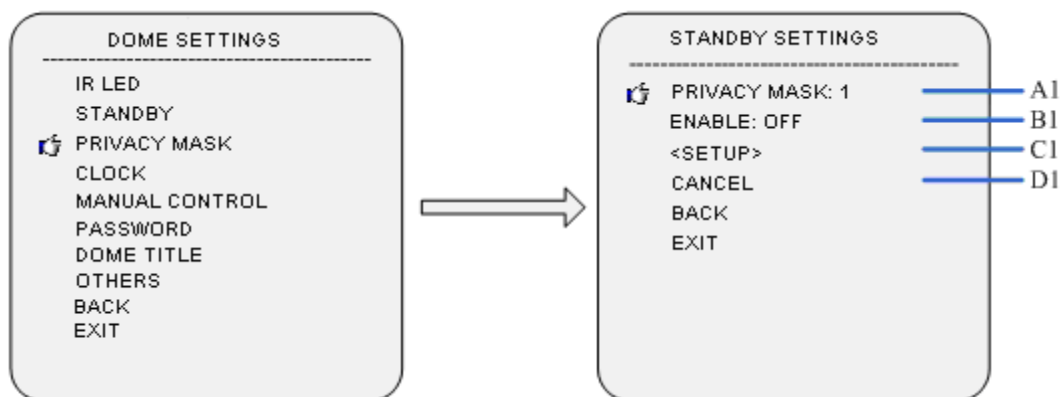 DOME SETTINGS
IR LED
STANDBY
PRIVACY MASK
CLOCK
MANUAL CONTROL
PASSWORD
DOME TITLE
OTHERS
BACK
EXIT
STANDBY SETTINGS
PRIVACY MASK: 1
A1
ENABLE: OFF
B1
<SETUP>
C1
CANCEL
D1
BACK
EXIT